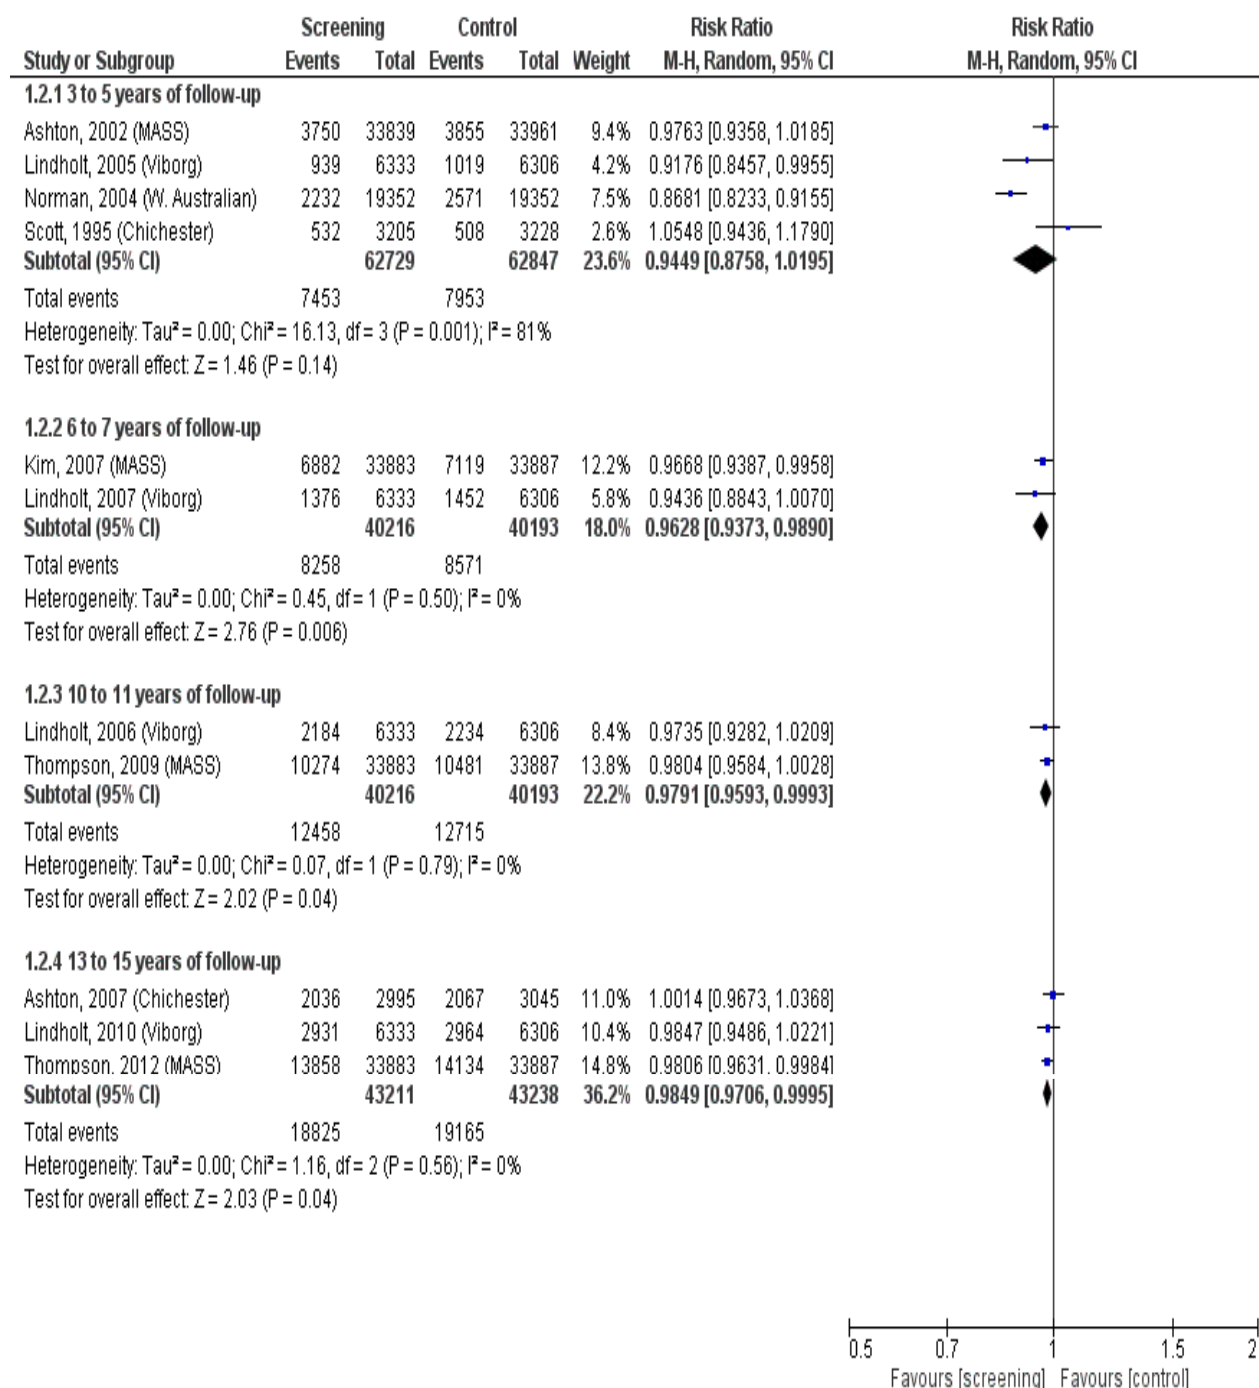 Screening Control Risk Ratio Risk Ratio
Study or Subgroup Events Total Events Total Weight M-H, Random, 95% CI M-H, Random, 95% CI
1.2.1 3 to 5 years of follow-up
Ashton, 2002 (MASS) 3750 33839 3855 33961 9.4% 0.9763 [0.9358, 1.0185]
Lindholt, 2005 (Viborg) 939 6333 1019 6306 4.2% 0.9176 [0.8457, 0.9955]
Norman, 2004 (W. Australian) 2232 19352 2571 19352 7.5% 0.8681 [0.8233, 0.9155]
Scott, 1995 (Chichester) 532 3205 508 3228 2.6% 1.0548 [0.9436, 1.1790]
Subtotal (95% CI) 62729 62847 23.6% 0.9449 [0.8758, 1.0195]
Total events 7453 7953
Heterogeneity: Tau² = 0.00; Chi² = 16.13, df = 3 (P = 0.001); I² = 81%
Test for overall effect: Z = 1.46 (P = 0.14)
1.2.2 6 to 7 years of follow-up
Kim, 2007 (MASS) 6882 33883 7119 33887 12.2% 0.9668 [0.9387, 0.9958]
Lindholt, 2007 (Viborg) 1376 6333 1452 6306 5.8% 0.9436 [0.8843, 1.0070]
Subtotal (95% CI) 40216 40193 18.0% 0.9628 [0.9373, 0.9890]
Total events 8258 8571
Heterogeneity: Tau² = 0.00; Chi² = 0.45, df = 1 (P = 0.50); I² = 0%
Test for overall effect: Z = 2.76 (P = 0.006)
1.2.3 10 to 11 years of follow-up
Lindholt, 2006 (Viborg) 2184 6333 2234 6306 8.4% 0.9735 [0.9282, 1.0209]
Thompson, 2009 (MASS) 10274 33883 10481 33887 13.8% 0.9804 [0.9584, 1.0028]
Subtotal (95% CI) 40216 40193 22.2% 0.9791 [0.9593, 0.9993]
Total events 12458 12715
Heterogeneity: Tau² = 0.00; Chi² = 0.07, df = 1 (P = 0.79); I² = 0%
Test for overall effect: Z = 2.02 (P = 0.04)
1.2.4 13 to 15 years of follow-up
Ashton, 2007 (Chichester) 2036 2995 2067 3045 11.0% 1.0014 [0.9673, 1.0368]
Lindholt, 2010 (Viborg) 2931 6333 2964 6306 10.4% 0.9847 [0.9486, 1.0221]
Thompson, 2012 (MASS) 13858 33883 14134 33887 14.8% 0.9806 [0.9631, 0.9984]
Subtotal (95% CI) 43211 43238 36.2% 0.9849 [0.9706, 0.9995]
Total events 18825 19165
Heterogeneity: Tau² = 0.00; Chi² = 1.16, df = 2 (P = 0.56); I² = 0%
Test for overall effect: Z = 2.03 (P = 0.04)
0.5 0.7 1 1.5 2
Favours [screening] Favours [control]